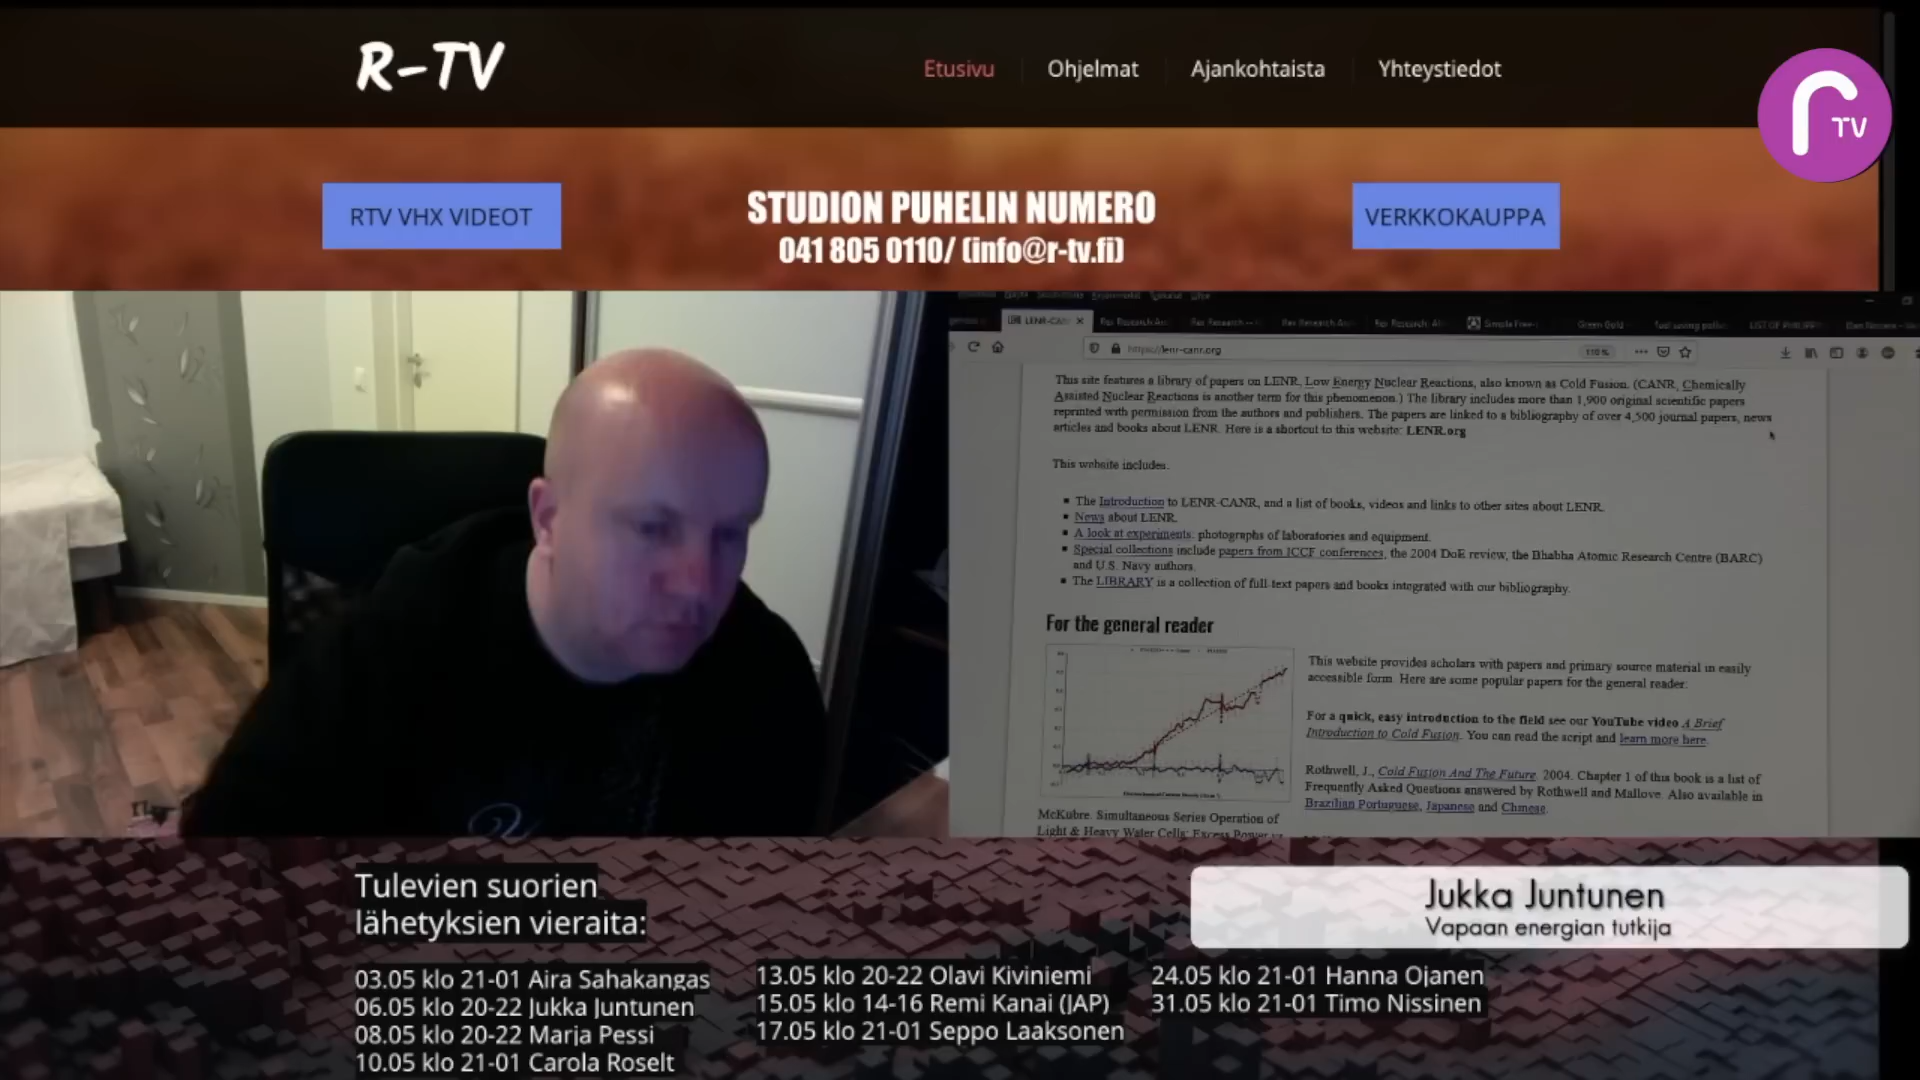 R-TV
Etusivu
Ohjelmat
Ajankohtaista
Yhteystiedot
r TV
RTV VHX VIDEOT
STUDION PUHELIN NUMERO
041 805 0110/ (info@r-tv.fi)
VERKKOKAUPPA
LENR-CA
https://lenr-canr.org
110%
This site features a library of papers on LENR, Low Energy Nuclear Reactions, also known as Cold Fusion. (CANR, Chemically
Assisted Nuclear Reactions is another term for this phenomenon.) The library includes more than 1,900 original scientific papers
reprinted with permission from the authors and publishers. The papers are linked to a bibliography of over 4,500 journal papers, news
articles and books about LENR. Here is a shortcut to this website: LENR.org
This website includes:
The Introduction to LENR-CANR, and a list of books, videos and links to other sites about LENR.
News about LENR.
A look at experiments: photographs of laboratories and equipment.
Special collections include papers from ICCF conferences, the 2004 DoE review, the Bhabha Atomic Research Centre (BARC)
and U.S. Navy authors.
The LIBRARY is a collection of full text papers and books integrated with our bibliography.
For the general reader
This website provides scholars with papers and primary source material in easily
accessible form. Here are some popular papers for the general reader:
For a quick, easy introduction to the field see our YouTube video A Brief
Introduction to Cold Fusion. You can read the script and learn more here.
Rothwell, J., Cold Fusion And The Future. 2004. Chapter 1 of this book is a list of
Frequently Asked Questions answered by Rothwell and Mallove. Also available in
Brazilian Portuguese, Japanese and Chinese.
McKubre. Simultaneous Series Operation of
Light & Heavy Water Cells; Excess Power
Tulevien suorien
lähetyksien vieraita:
03.05 klo 21-01 Aira Sahakangas
06.05 klo 20-22 Jukka Juntunen
08.05 klo 20-22 Marja Pessi
10.05 klo 21-01 Carola Roselt
13.05 klo 20-22 Olavi Kiviniemi
15.05 klo 14-16 Remi Kanai (JAP)
17.05 klo 21-01 Seppo Laaksonen
24.05 klo 21-01 Hanna Ojanen
31.05 klo 21-01 Timo Nissinen
Jukka Juntunen
Vapaan energian tutkija